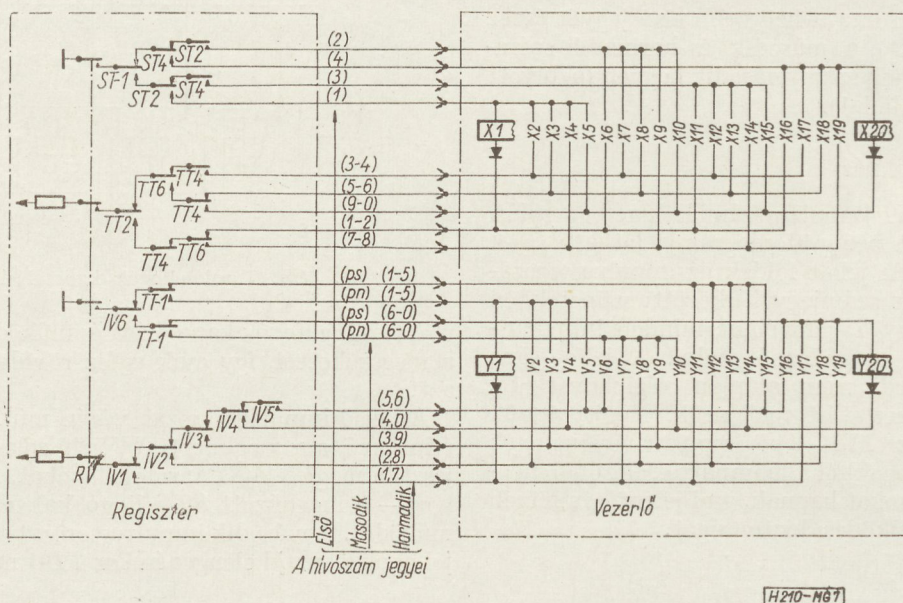 ST-1 ST4 ST2 (2)
(4)
ST2 ST4 (3)
(1)
X1 X2 X3 X4 X5 X6 X7 X8 X9 X10 X11 X12 X13 X14 X15 X16 X17 X18 X19 X20
TT2 TT6 TT4 (3-4)
TT4 (5-6)
(9-0)
TT4 TT6 (1-2)
(7-8)
IV6 TT-1 (ps) (1-5)
(pn) (1-5)
TT-1 (ps) (6-0)
(pn) (6-0)
Y1 Y2 Y3 Y4 Y5 Y6 Y7 Y8 Y9 Y10 Y11 Y12 Y13 Y14 Y15 Y16 Y17 Y18 Y19 Y20
RV IV1 IV2 IV3 IV4 IV5 (5,6)
(4,0)
(3,9)
(2,8)
(1,7)
Regiszter
Első
Második
Harmadik
Vezérlő
A hívószám jegyei
H210-MG7